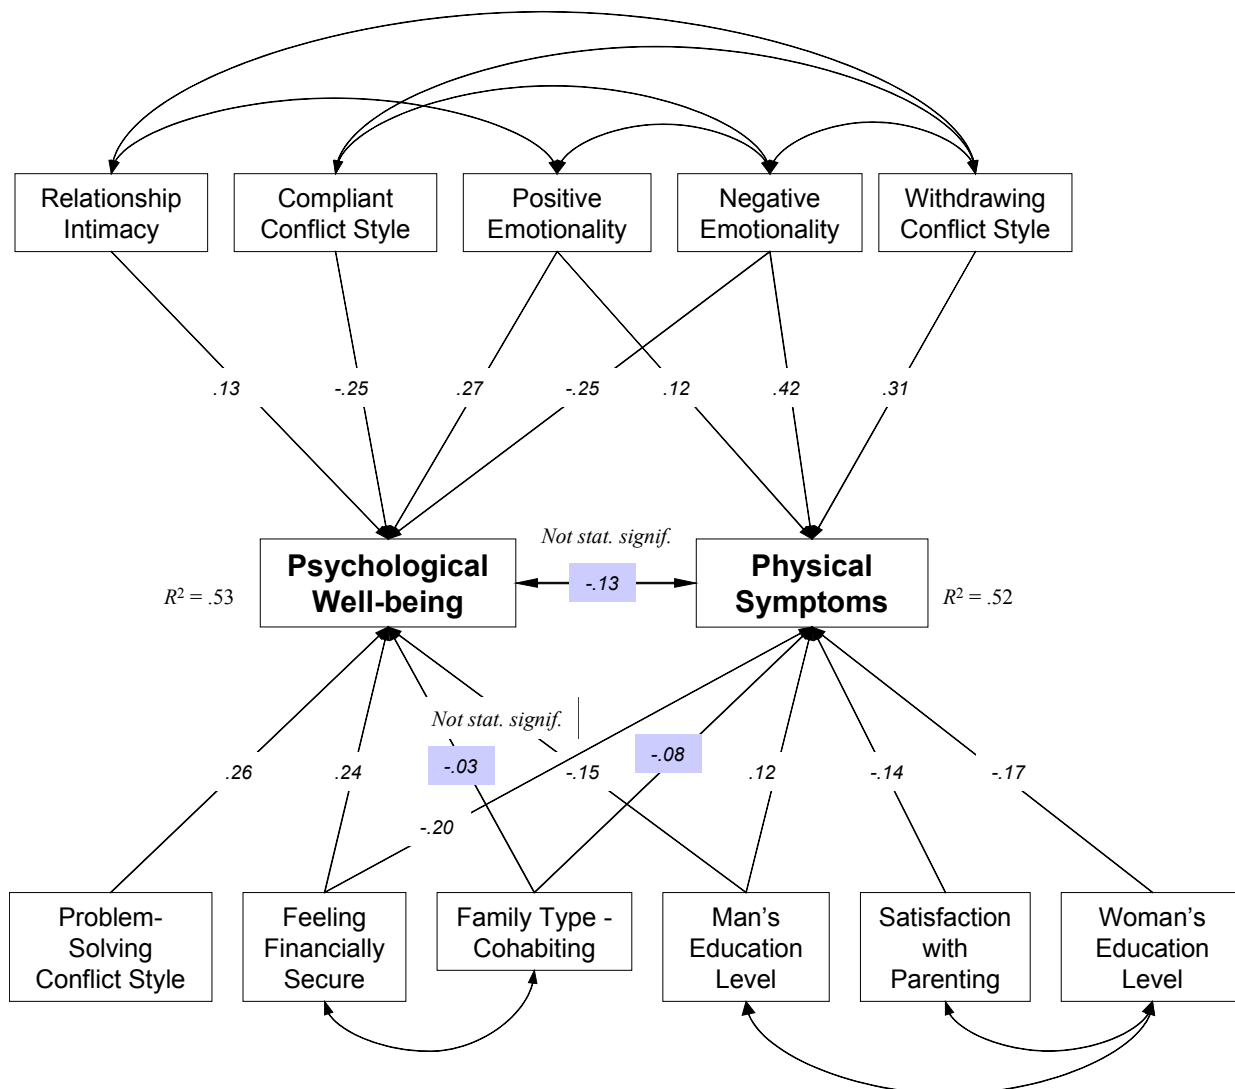 Relationship
Intimacy
Compliant
Conflict Style
Positive
Emotionality
Negative
Emotionality
Withdrawing
Conflict Style
.13
-.25
.27
-.25
.12
.42
.31
Not stat. signif.
Psychological
Well-being
-.13
Physical
Symptoms
R² = .53
R² = .52
Not stat. signif.
.26
.24
-.03
-.08
-.15
.12
-.14
-.17
-.20
Problem-
Solving
Conflict Style
Feeling
Financially
Secure
Family Type -
Cohabiting
Man's
Education
Level
Satisfaction
with
Parenting
Woman's
Education
Level